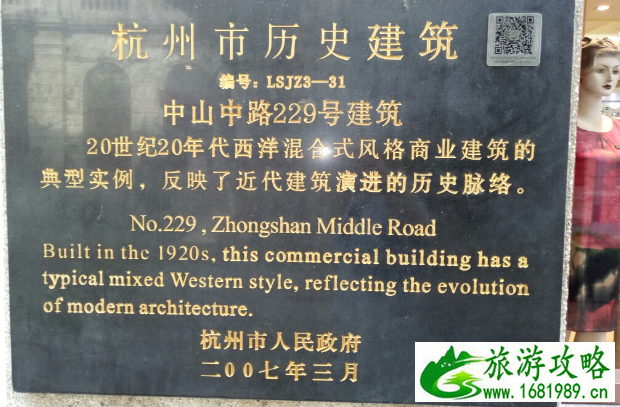 杭州市历史建筑
编号：LSJZ3—31
中山中路229号建筑
20世纪20年代西洋混合式风格商业建筑的
典型实例，反映了近代建筑演进的历史脉络。
No.229 , Zhongshan Middle Road
Built in the 1920s, this commercial building has a
typical mixed Western style, reflecting the evolution
of modern architecture.
杭州市人民政府
二00七年三月
旅游攻略
www.1681989.cn